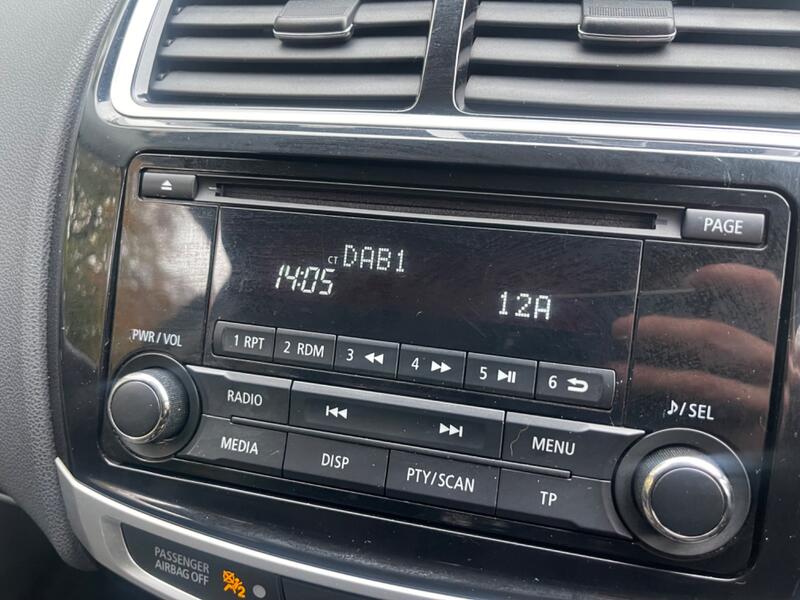 PAGE
CT DAB1
14:05
12A
PWR/VOL
1 RPT
2 RDM
3
4
5
6
RADIO
♪/SEL
MENU
MEDIA
DISP
PTY/SCAN
TP
PASSENGER
AIRBAG OFF
2